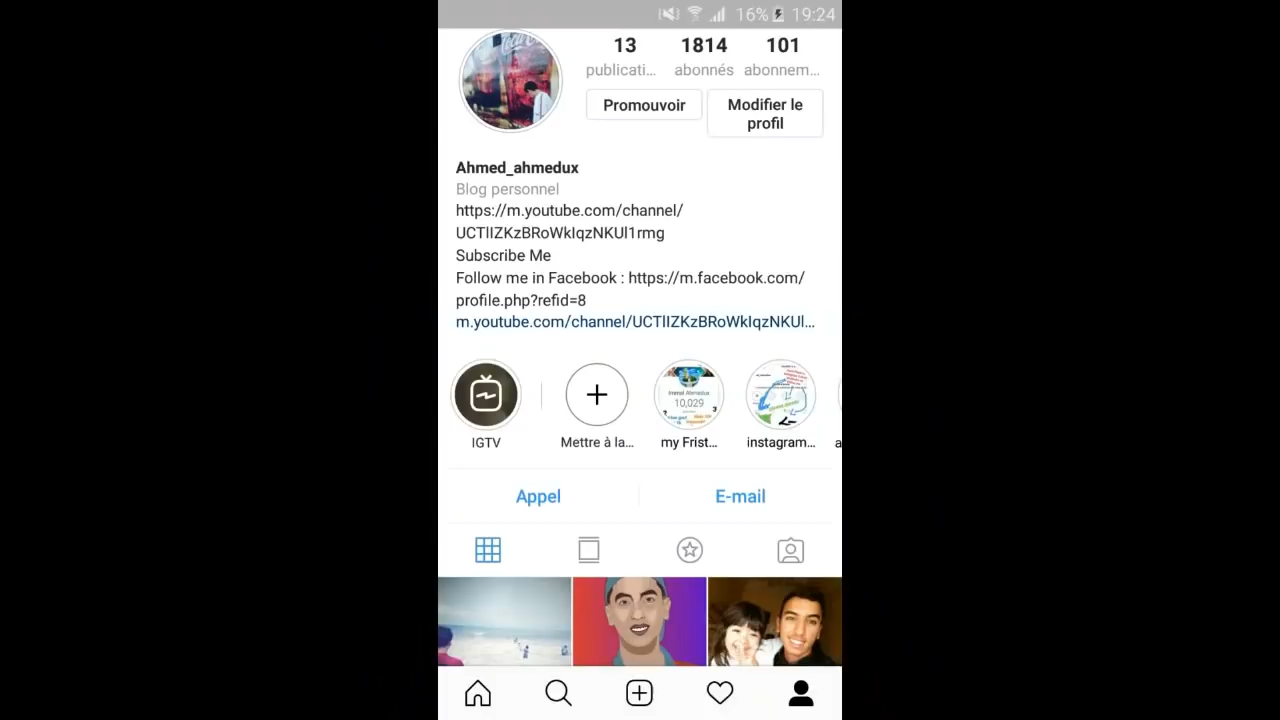 16% 19:24
13 1814 101
publicati... abonnés abonnem...
Promouvoir
Modifier le
profil
Ahmed_ahmedux
Blog personnel
https://m.youtube.com/channel/
UCTlIZKzBRoWkIqzNKUl1rmg
Subscribe Me
Follow me in Facebook : https://m.facebook.com/
profile.php?refid=8
m.youtube.com/channel/UCTlIZKzBRoWkIqzNKUl...
10,029
IGTV Mettre à la... my Frist... instagram... a
Appel E-mail